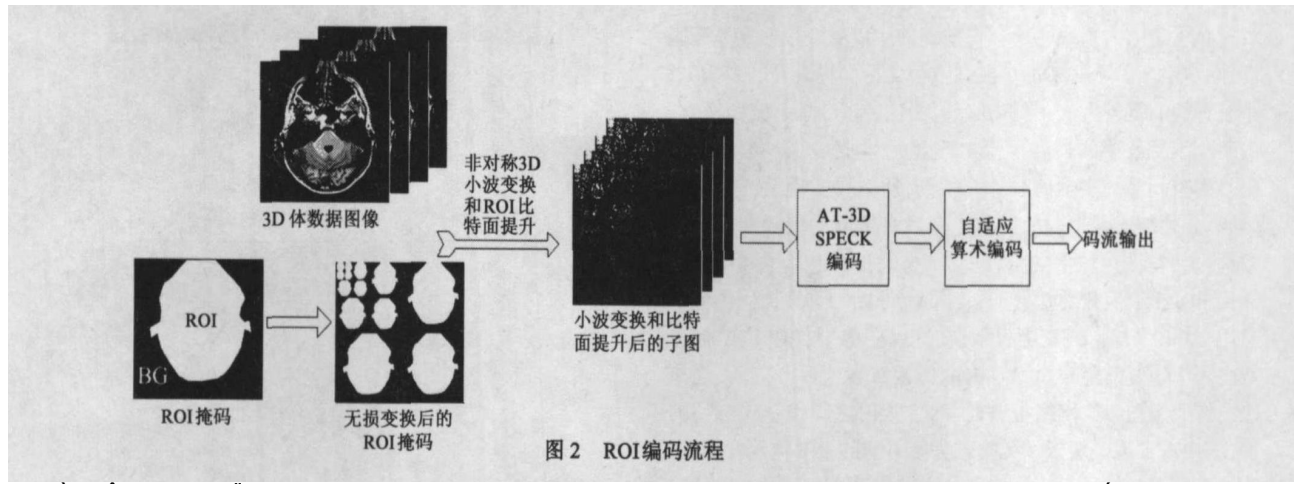 非对称3D
小波变换
和ROI比
特面提升
3D 体数据图像
AT-3D
SPECK
编码
自适应
算术编码
码流输出
ROI
BG
小波变换和比特
面提升后的子图
ROI掩码
无损变换后的
ROI掩码
图 2 ROI编码流程